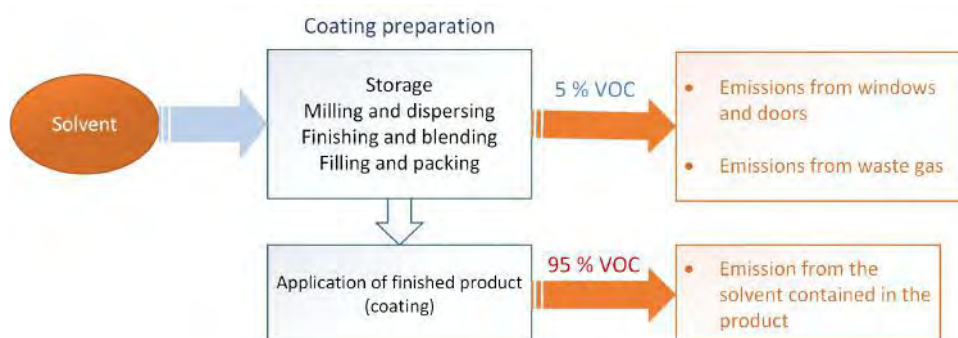 Coating preparation
Solvent
Storage
Milling and dispersing
Finishing and blending
Filling and packing
5 % VOC
• Emissions from windows
and doors
• Emissions from waste gas
Application of finished product
(coating)
95 % VOC
• Emission from the
solvent contained in the
product